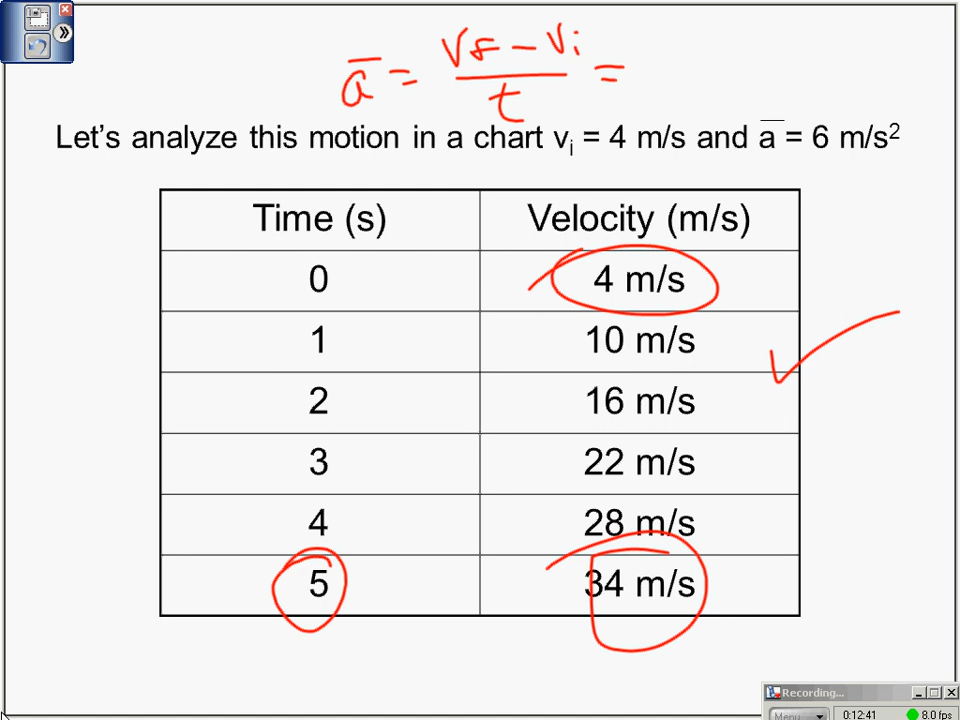 a̅ = vf - vi / t =
Let's analyze this motion in a chart vᵢ = 4 m/s and a̅ = 6 m/s²
Time (s) Velocity (m/s)
0 4 m/s
1 10 m/s
2 16 m/s
3 22 m/s
4 28 m/s
5 34 m/s
Recording...
Menu 0:12:41 8.0 fps